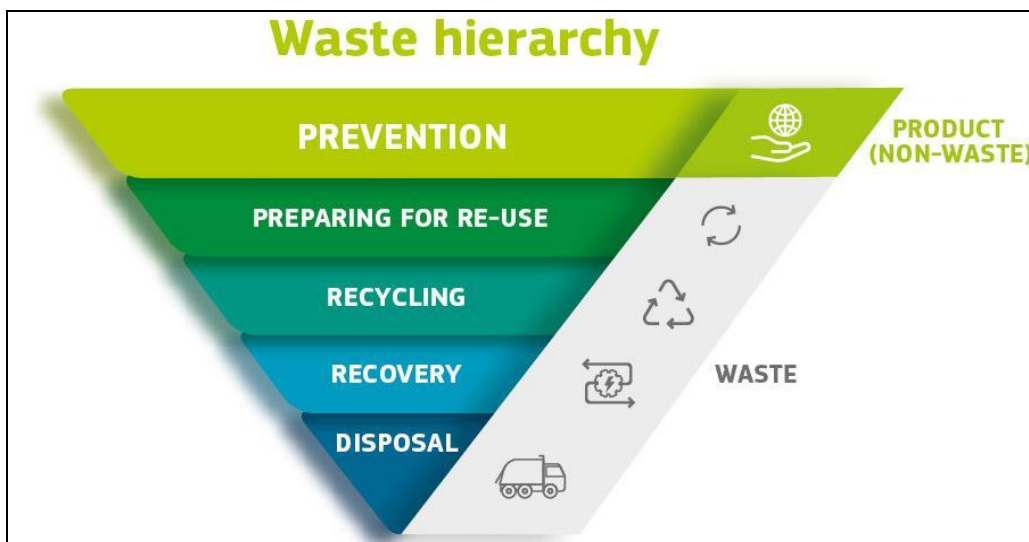 Waste hierarchy
PREVENTION
PRODUCT
(NON-WASTE)
PREPARING FOR RE-USE
RECYCLING
RECOVERY
WASTE
DISPOSAL